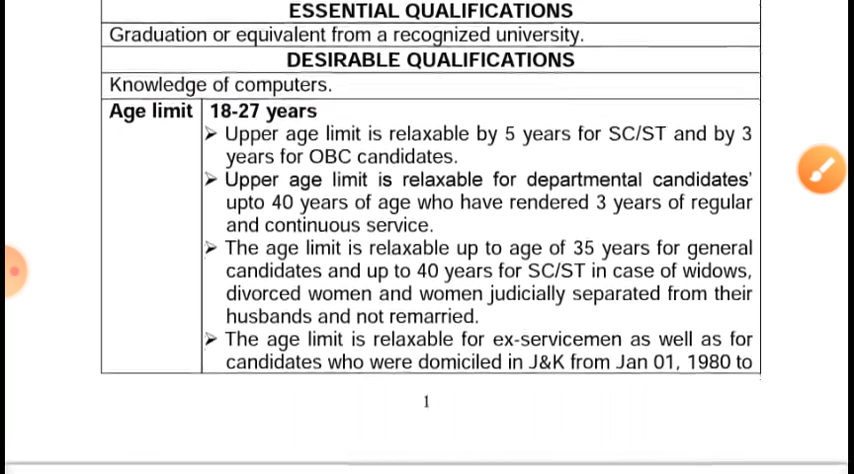 ESSENTIAL QUALIFICATIONS
Graduation or equivalent from a recognized university.
DESIRABLE QUALIFICATIONS
Knowledge of computers.
Age limit 18-27 years
➢ Upper age limit is relaxable by 5 years for SC/ST and by 3
years for OBC candidates.
➢ Upper age limit is relaxable for departmental candidates'
upto 40 years of age who have rendered 3 years of regular
and continuous service.
➢ The age limit is relaxable up to age of 35 years for general
candidates and up to 40 years for SC/ST in case of widows,
divorced women and women judicially separated from their
husbands and not remarried.
➢ The age limit is relaxable for ex-servicemen as well as for
candidates who were domiciled in J&K from Jan 01, 1980 to
1